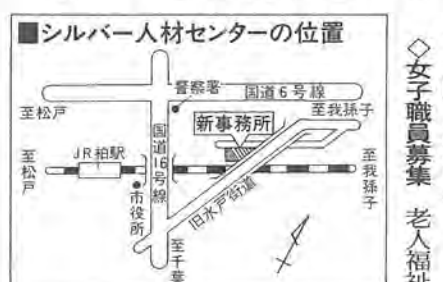 ■シルバー人材センターの位置
警察署
国道6号線
至松戸
至我孫子
新事務所
国道16号線
至松戸
JR柏駅
至我孫子
市役所
旧水戸街道
至千葉
◇女子職員募集 老人福祉